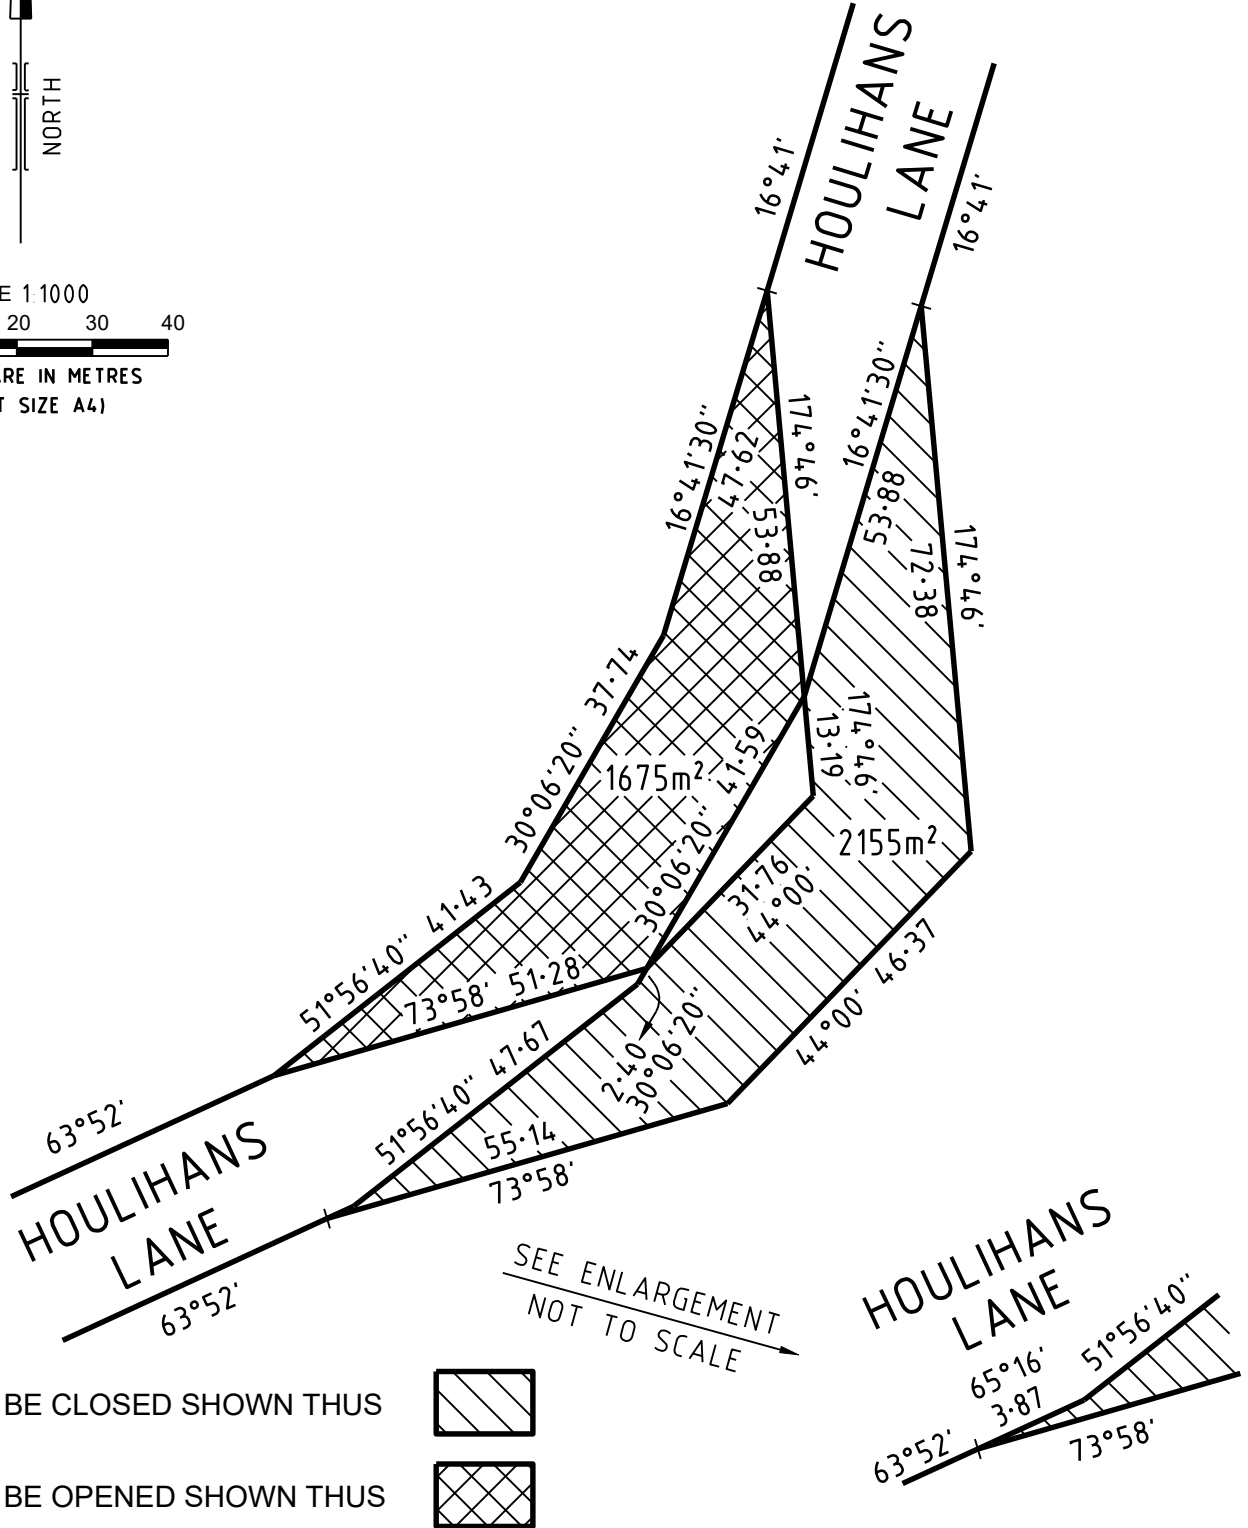 NORTH
E 1:1000
20 30 40
RE IN METRES
T SIZE A4)
HOULIHANS
LANE
16°41'
16°41'
16°41'30"
47·62
174°46'
53·88
16°41'30"
53·88
174°46'
72·38
30°06'20" 37·74
1675m²
30°06'20" 41·59
174°46'
13·19
2155m²
31·76
44°00'
44°00' 46·37
51°56'40" 41·43
73°58' 51·28
51°56'40" 47·67
2·40
30°06'20"
55·14
73°58'
63°52'
HOULIHANS
LANE
63°52'
SEE ENLARGEMENT
NOT TO SCALE
HOULIHANS
LANE
51°56'40"
65°16'
3·87
63°52'
73°58'
BE CLOSED SHOWN THUS
BE OPENED SHOWN THUS